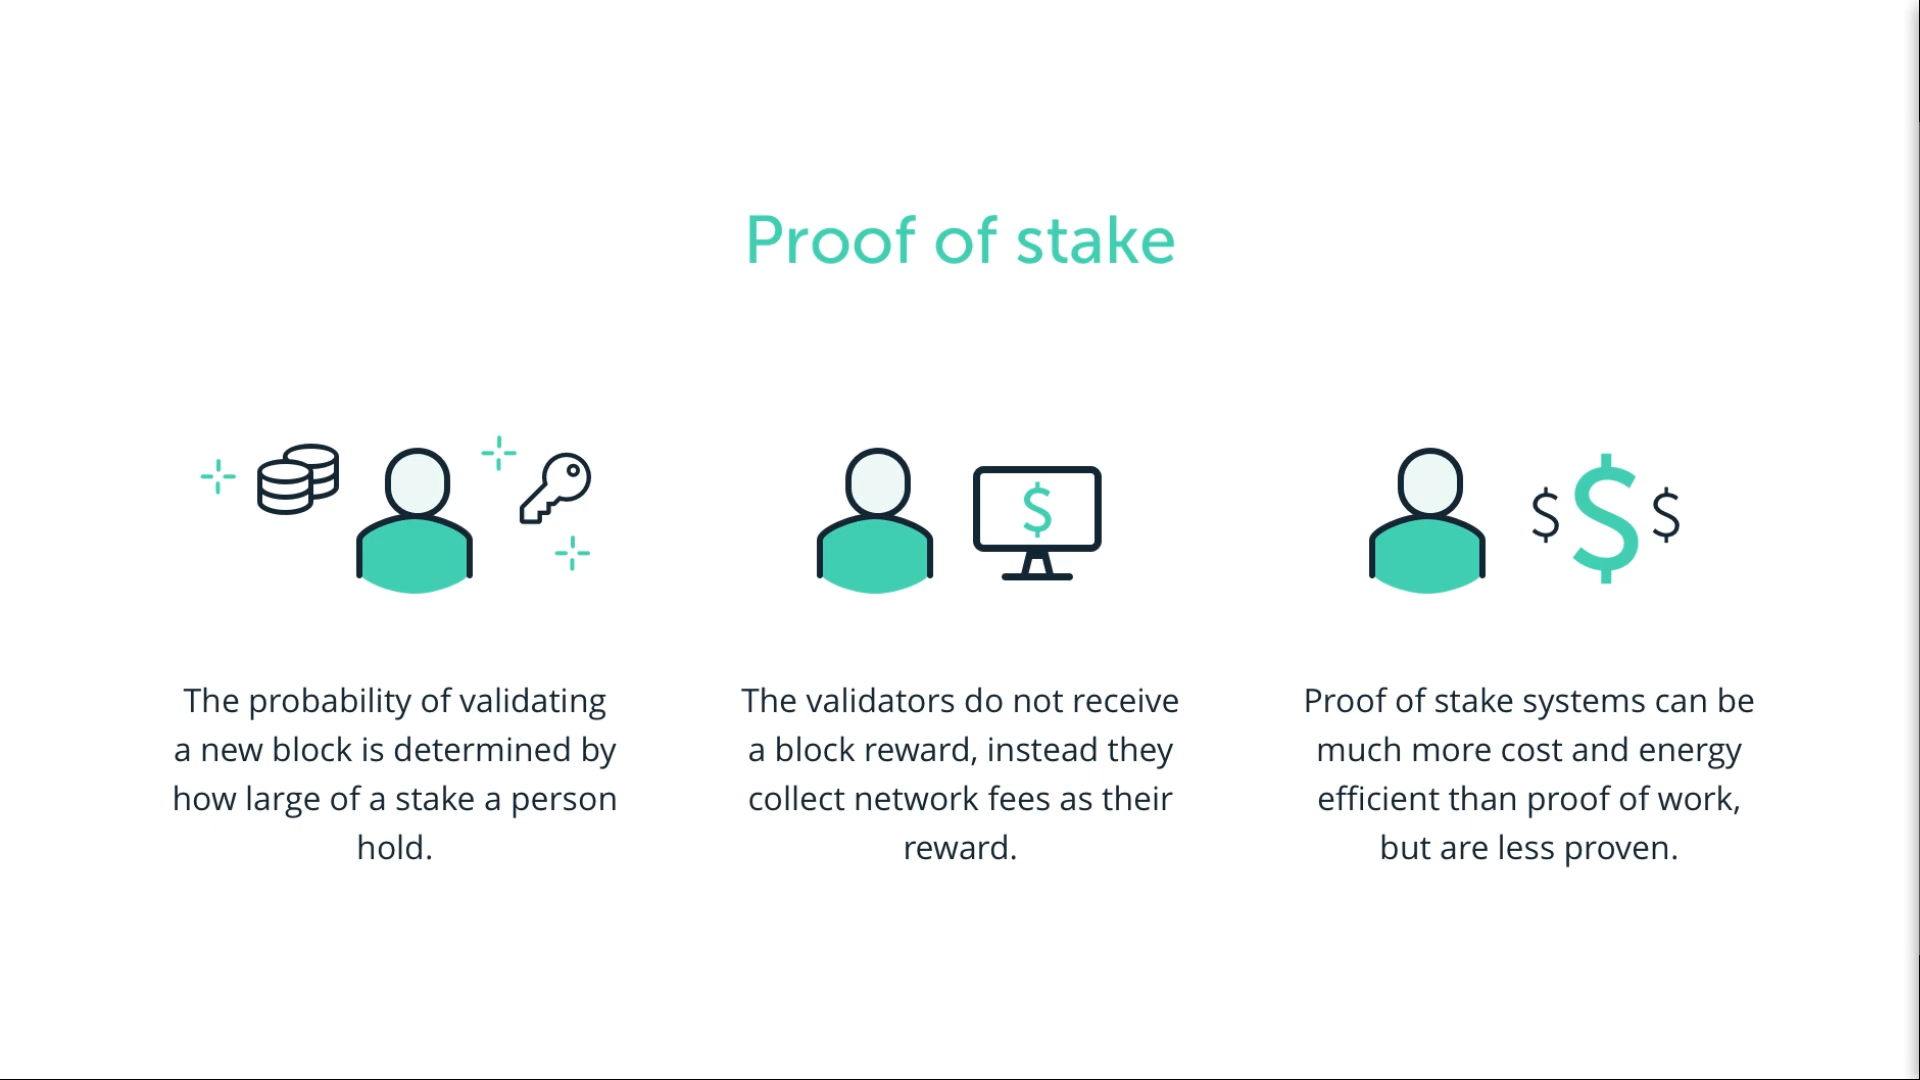 Proof of stake
The probability of validating
a new block is determined by
how large of a stake a person
hold.
The validators do not receive
a block reward, instead they
collect network fees as their
reward.
Proof of stake systems can be
much more cost and energy
efficient than proof of work,
but are less proven.
$
$ $ $